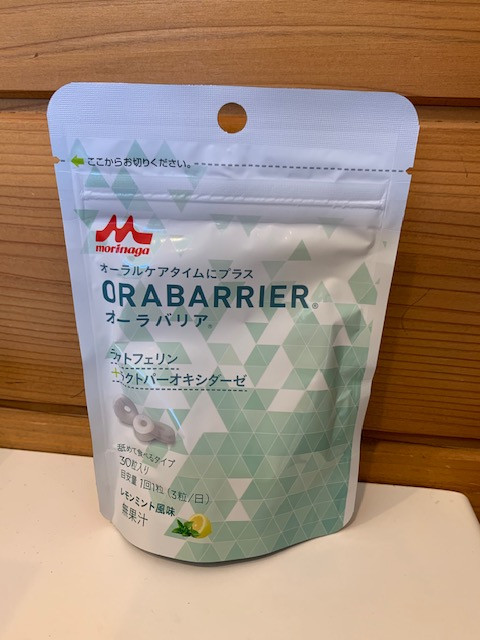 ここからお切りください。
morinaga
オーラルケアタイムにプラス
ORABARRIER®
オーラバリア®
ラクトフェリン
+ラクトパーオキシダーゼ
舐めて食べるタイプ
30粒入り
目安量 1回1粒 (3粒/日)
レモンミント風味
無果汁